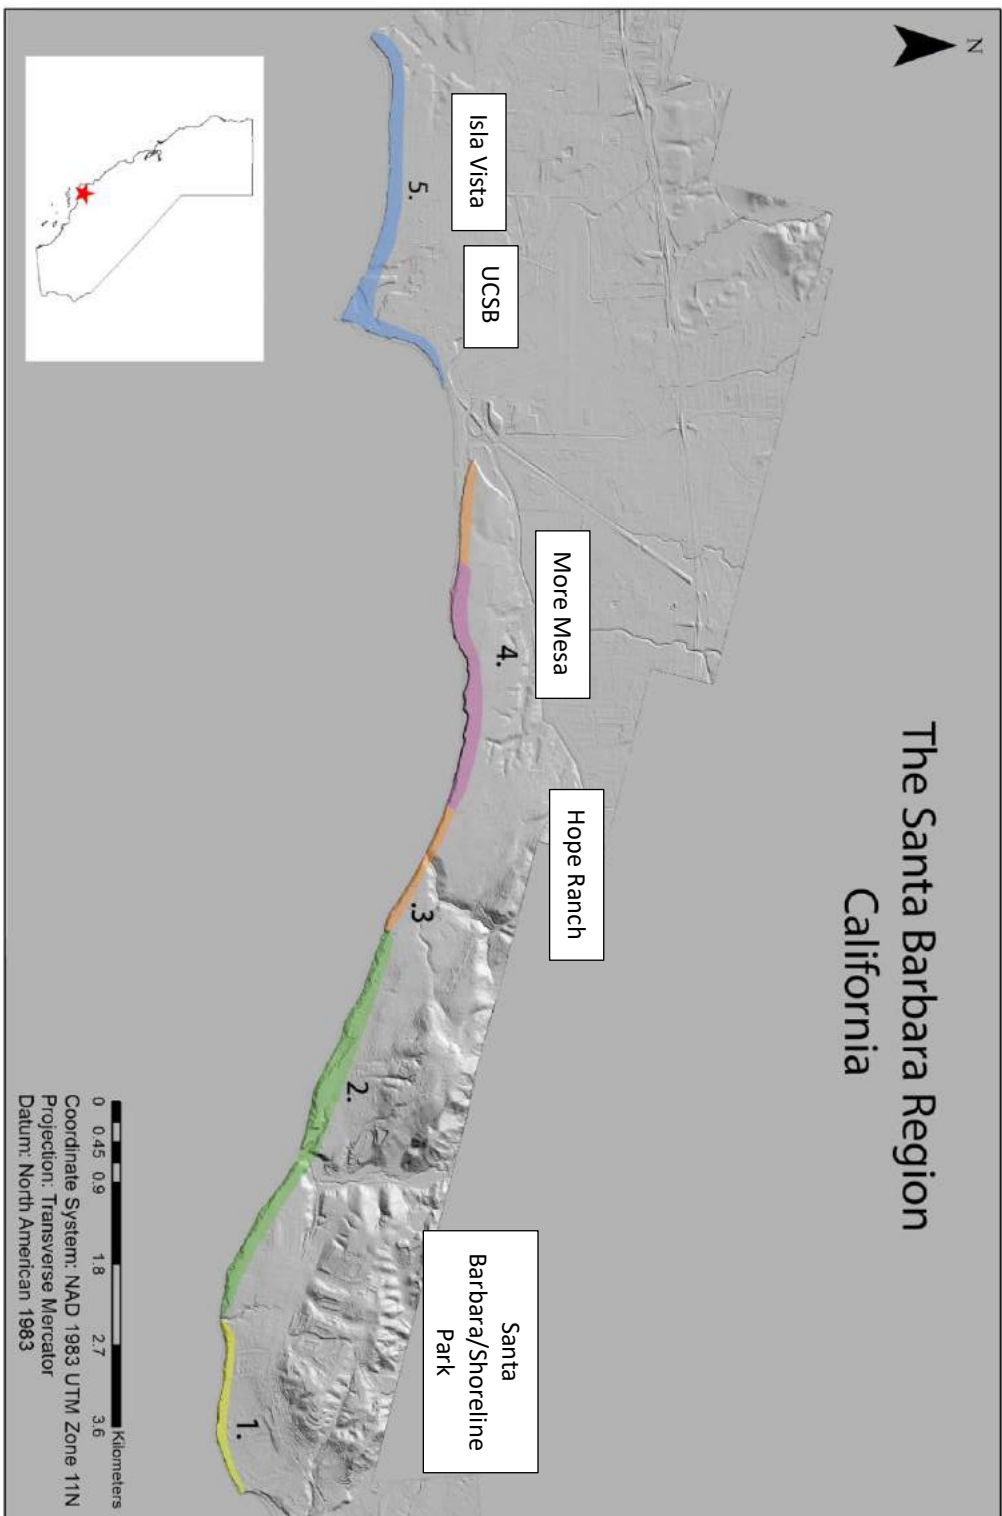 The Santa Barbara Region
California
N
Isla Vista
UCSB
More Mesa
Hope Ranch
Santa
Barbara/Shoreline
Park
5.
4.
.3
2.
1.
0 0.45 0.9 1.8 2.7 3.6
Kilometers
Coordinate System: NAD 1983 UTM Zone 11N
Projection: Transverse Mercator
Datum: North American 1983